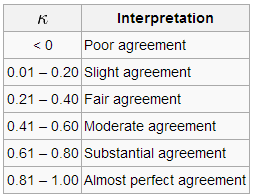 κ Interpretation
< 0 Poor agreement
0.01 – 0.20 Slight agreement
0.21 – 0.40 Fair agreement
0.41 – 0.60 Moderate agreement
0.61 – 0.80 Substantial agreement
0.81 – 1.00 Almost perfect agreement